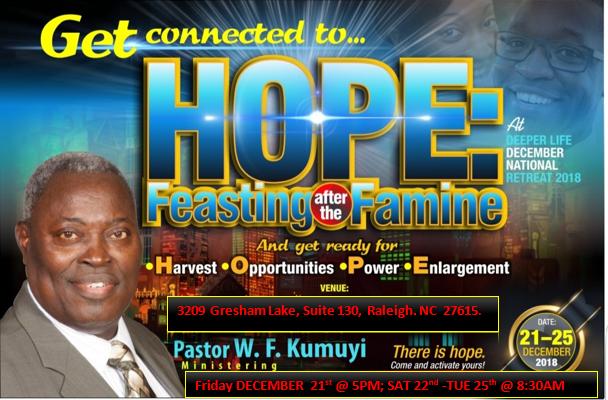 Get connected to...
HOPE:
Feasting after the Famine
At
DEEPER LIFE
DECEMBER
NATIONAL
RETREAT 2018
And get ready for
•Harvest •Opportunities •Power •Enlargement
VENUE:
3209 Gresham Lake, Suite 130, Raleigh. NC 27615.
Pastor W. F. Kumuyi
Ministering
There is hope.
Come and activate yours!
DATE:
21–25
DECEMBER
2018
Friday DECEMBER 21st @ 5PM; SAT 22nd -TUE 25th @ 8:30AM